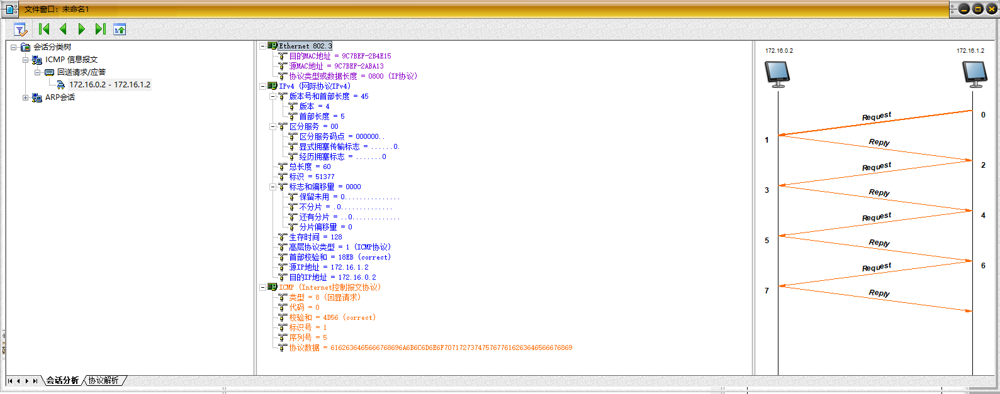 文件窗口：未命名1
会话分类树
ICMP 信息报文
回送请求/应答
172.16.0.2 - 172.16.1.2
ARP会话
Ethernet 802.3
目的MAC地址 = 9C7BEF-2B4E15
源MAC地址 = 9C7BEF-2ABA13
协议类型或数据长度 = 0800 (IP协议)
IPv4 (网际协议IPv4)
版本号和首部长度 = 45
版本 = 4
首部长度 = 5
区分服务 = 00
区分服务码点 = 000000..
显式拥塞传输标志 = ......0.
经历拥塞标志 = .......0
总长度 = 60
标识 = 51377
标志和偏移量 = 0000
保留未用 = 0...............
不分片 = .0..............
还有分片 = ..0.............
分片偏移量 = 0
生存时间 = 128
高层协议类型 = 1 (ICMP协议)
首部校验和 = 18EB (correct)
源IP地址 = 172.16.1.2
目的IP地址 = 172.16.0.2
ICMP (Internet控制报文协议)
类型 = 8 (回显请求)
代码 = 0
校验和 = 4D56 (correct)
标识号 = 1
序列号 = 5
协议数据 = 6162636465666768696A6B6C6D6E6F7071727374757677616263646566676869
172.16.0.2
172.16.1.2
Request
0
1
Reply
2
Request
3
Reply
4
Request
5
Reply
6
Request
7
Reply
会话分析
协议解析